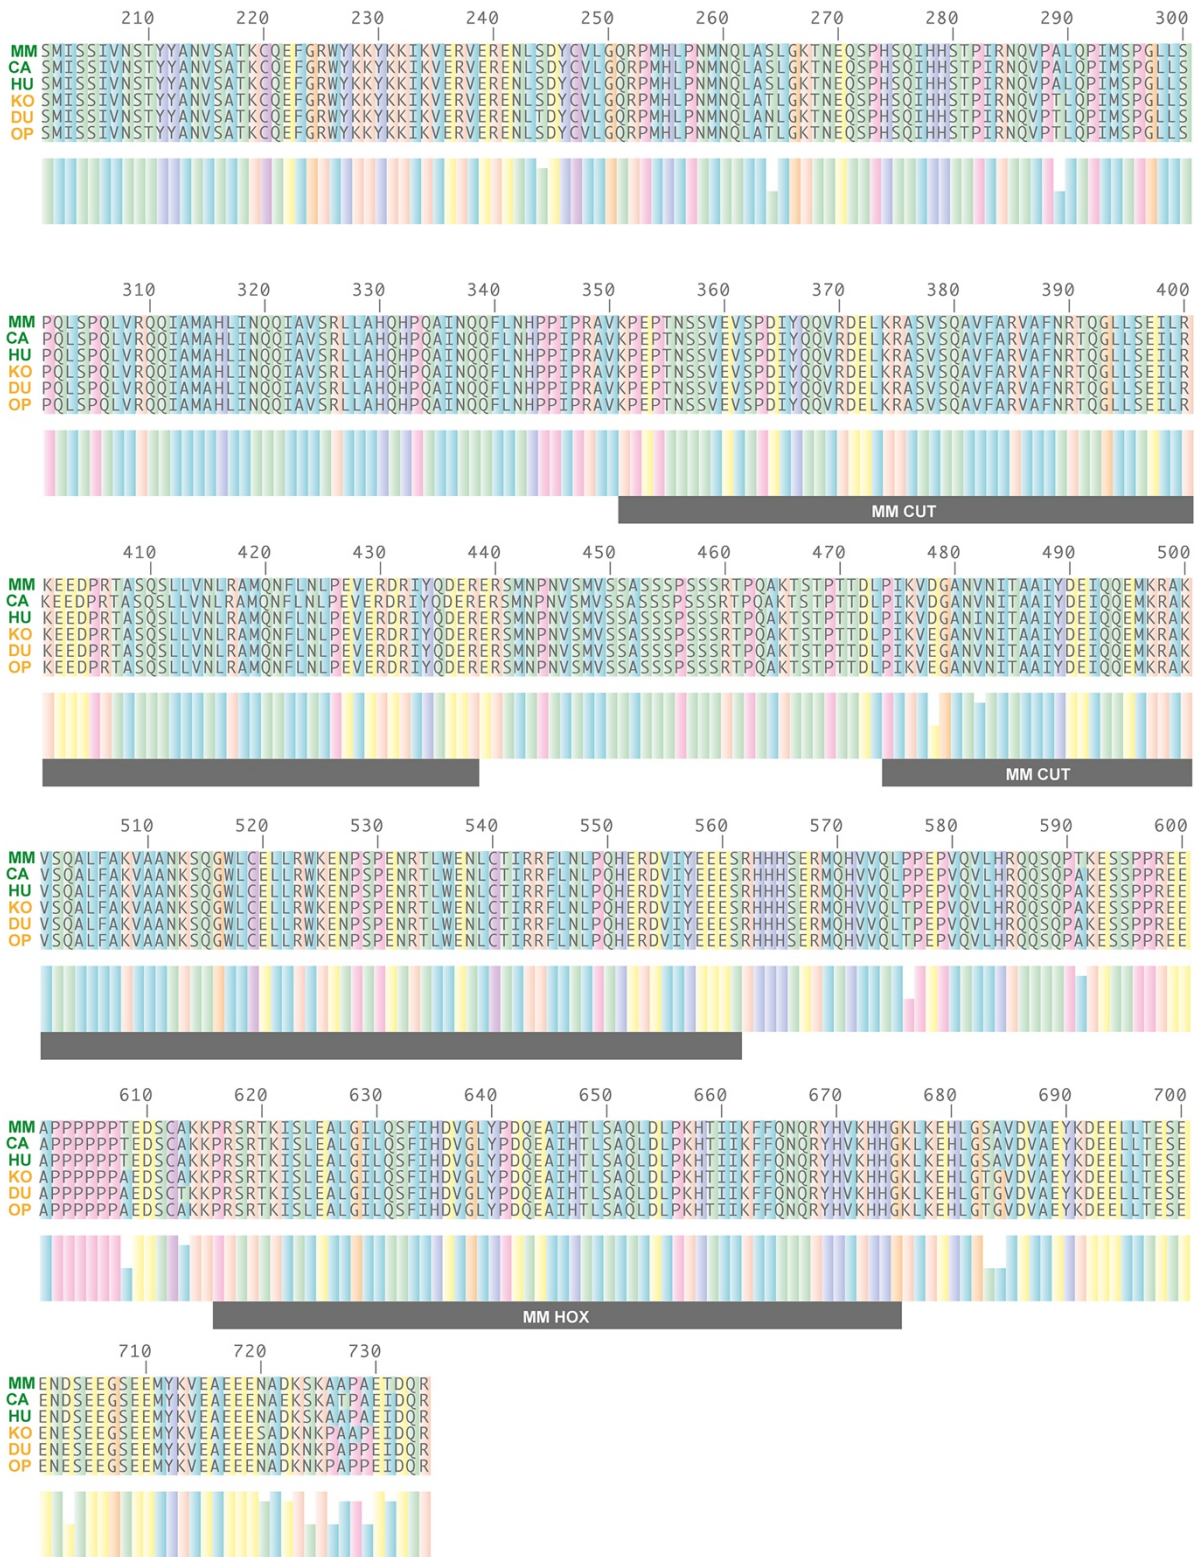 210 220 230 240 250 260 270 280 290 300
MM SMISSIVNSTYYANVSATKCQEFGRWYKKYKKIKVERVERENLSDYCVLGQRPMHLPNMNQLASLGKTNEQSPHSQIHHSTPIRNQVPALQPIMSPGLLS
CA SMISSIVNSTYYANVSATKCQEFGRWYKKYKKIKVERVERENLSDYCVLGQRPMHLPNMNQLASLGKTNEQSPHSQIHHSTPIRNQVPALQPIMSPGLLS
HU SMISSIVNSTYYANVSATKCQEFGRWYKKYKKIKVERVERENLSDYCVLGQRPMHLPNMNQLASLGKTNEQSPHSQIHHSTPIRNQVPALQPIMSPGLLS
KO SMISSIVNSTYYANVSATKCQEFGRWYKKYKKIKVERVERENLSDYCVLGQRPMHLPNMNQLATLGKTNEQSPHSQIHHSTPIRNQVPTLQPIMSPGLLS
DU SMISSIVNSTYYANVSATKCQEFGRWYKKYKKIKVERVERENLTDYCVLGQRPMHLPNMNQLATLGKTNEQSPHSQIHHSTPIRNQVPTLQPIMSPGLLS
OP SMISSIVNSTYYANVSATKCQEFGRWYKKYKKIKVERVERENLSDYCVLGQRPMHLPNMNQLANLGKTNEQSPHSQIHHSTPIRNQVPTLQPIMSPGLLS
310 320 330 340 350 360 370 380 390 400
MM PQLSPQLVRQQIAMAHLINQQIAVSRLLAHQHPQAINQQFLNHPPIPRAVKPEPTNSSVEVSPDIYQQVRDELKRASVSQAVFARVAFNRTQGLLSEILR
CA PQLSPQLVRQQIAMAHLINQQIAVSRLLAHQHPQAINQQFLNHPPIPRAVKPEPTNSSVEVSPDIYQQVRDELKRASVSQAVFARVAFNRTQGLLSEILR
HU PQLSPQLVRQQIAMAHLINQQIAVSRLLAHQHPQAINQQFLNHPPIPRAVKPEPTNSSVEVSPDIYQQVRDELKRASVSQAVFARVAFNRTQGLLSEILR
KO PQLSPQLVRQQIAMAHLINQQIAVSRLLAHQHPQAINQQFLNHPPIPRAVKPEPTNSSVEVSPDIYQQVRDELKRASVSQAVFARVAFNRTQGLLSEILR
DU PQLSPQLVRQQIAMAHLINQQIAVSRLLAHQHPQAINQQFLNHPPIPRAVKPEPTNSSVEVSPDIYQQVRDELKRASVSQAVFARVAFNRTQGLLSEILR
OP PQLSPQLVRQQIAMAHLINQQIAVSRLLAHQHPQAINQQFLNHPPIPRAVKPEPTNSSVEVSPDIYQQVRDELKRASVSQAVFARVAFNRTQGLLSEILR
MM CUT
410 420 430 440 450 460 470 480 490 500
MM KEEDPRTASQSLLVNLRAMQNFLNLPEVERDRIYQDERERSMNPNVSMVSSASSSPSSSRTPQAKTSTPTTDLPIKVDGANVNITAAIYDEIQQEMKRAK
CA KEEDPRTASQSLLVNLRAMQNFLNLPEVERDRIYQDERERSMNPNVSMVSSASSSPSSSRTPQAKTSTPTTDLPIKVDGANVNITAAIYDEIQQEMKRAK
HU KEEDPRTASQSLLVNLRAMQNFLNLPEVERDRIYQDERERSMNPNVSMVSSASSSPSSSRTPQAKTSTPTTDLPIKVDGANINITAAIYDEIQQEMKRAK
KO KEEDPRTASQSLLVNLRAMQNFLNLPEVERDRIYQDERERSMNPNVSMVSSASSSPSSSRTPQAKTSTPTTDLPIKVEGANVNITAAIYDEIQQEMKRAK
DU KEEDPRTASQSLLVNLRAMQNFLNLPEVERDRIYQDERERSMNPNVSMVSSASSSPSSSRTPQAKTSTPTTDLPIKVEGANVNITAAIYDEIQQEMKRAK
OP KEEDPRTASQSLLVNLRAMQNFLNLPEVERDRIYQDERERSMNPNVSMVSSASSSPSSSRTPQAKTSTPTTDLPIKVEGANVNITAAIYDEIQQEMKRAK
MM CUT
510 520 530 540 550 560 570 580 590 600
MM VSQALFAKVAANKSQGWLCELLRWKENPSPENRTLWENLCTIRRFLNLPQHERDVIYEEESRHHHSERMQHVVQLPPEPVQVLHRQQSQPTKESSPPREE
CA VSQALFAKVAANKSQGWLCELLRWKENPSPENRTLWENLCTIRRFLNLPQHERDVIYEEESRHHHSERMQHVVQLPPEPVQVLHRQQSQPAKESSPPREE
HU VSQALFAKVAANKSQGWLCELLRWKENPSPENRTLWENLCTIRRFLNLPQHERDVIYEEESRHHHSERMQHVVQLPPEPVQVLHRQQSQPAKESSPPREE
KO VSQALFAKVAANKSQGWLCELLRWKENPSPENRTLWENLCTIRRFLNLPQHERDVIYEEESRHHHSERMQHVVQLTPEPVQVLHRQQSQPAKESSPPREE
DU VSQALFAKVAANKSQGWLCELLRWKENPSPENRTLWENLCTIRRFLNLPQHERDVIYEEESRHHHSERMQHVVQLTPEPVQVLHRQQSQPAKESSPPREE
OP VSQALFAKVAANKSQGWLCELLRWKENPSPENRTLWENLCTIRRFLNLPQHERDVIYEEESRHHHSERMQHVVQLTPEPVQVLHRQQSQPAKESSPPREE
610 620 630 640 650 660 670 680 690 700
MM APPPPPPTEDSCAKKPRSRTKISLEALGILQSFIHDVGLYPDQEAIHTLSAQLDLPKHTIIKFFQNQRYHVKHHGKLKEHLGSAVDVAEYKDEELLTESE
CA APPPPPPTEDSCAKKPRSRTKISLEALGILQSFIHDVGLYPDQEAIHTLSAQLDLPKHTIIKFFQNQRYHVKHHGKLKEHLGSAVDVAEYKDEELLTESE
HU APPPPPPTEDSCAKKPRSRTKISLEALGILQSFIHDVGLYPDQEAIHTLSAQLDLPKHTIIKFFQNQRYHVKHHGKLKEHLGSAVDVAEYKDEELLTESE
KO APPPPPPAEDSCAKKPRSRTKISLEALGILQSFIHDVGLYPDQEAIHTLSAQLDLPKHTIIKFFQNQRYHVKHHGKLKEHLGTGVDVAEYKDEELLTESE
DU APPPPPPAEDSCTKKPRSRTKISLEALGILQSFIHDVGLYPDQEAIHTLSAQLDLPKHTIIKFFQNQRYHVKHHGKLKEHLGTGVDVAEYKDEELLTESE
OP APPPPPPAEDSCAKKPRSRTKISLEALGILQSFIHDVGLYPDQEAIHTLSAQLDLPKHTIIKFFQNQRYHVKHHGKLKEHLGTGVDVAEYKDEELLTESE
MM HOX
710 720 730
MM ENDSEEGSEEMYKVEAEEENADKSKAAPAETDQR
CA ENDSEEGSEEMYKVEAEEENAEKSKATPAEIDQR
HU ENDSEEGSEEMYKVEAEEENADKSKAAPAEIDQR
KO ENESEEGSEEMYKVEAEEESADKNKPAAPEIDQR
DU ENESEEGSEEMYKVEAEEENADKNKPAPPEIDQR
OP ENESEEGSEEMYKVEAEEENADKNKPAPPEIDQR